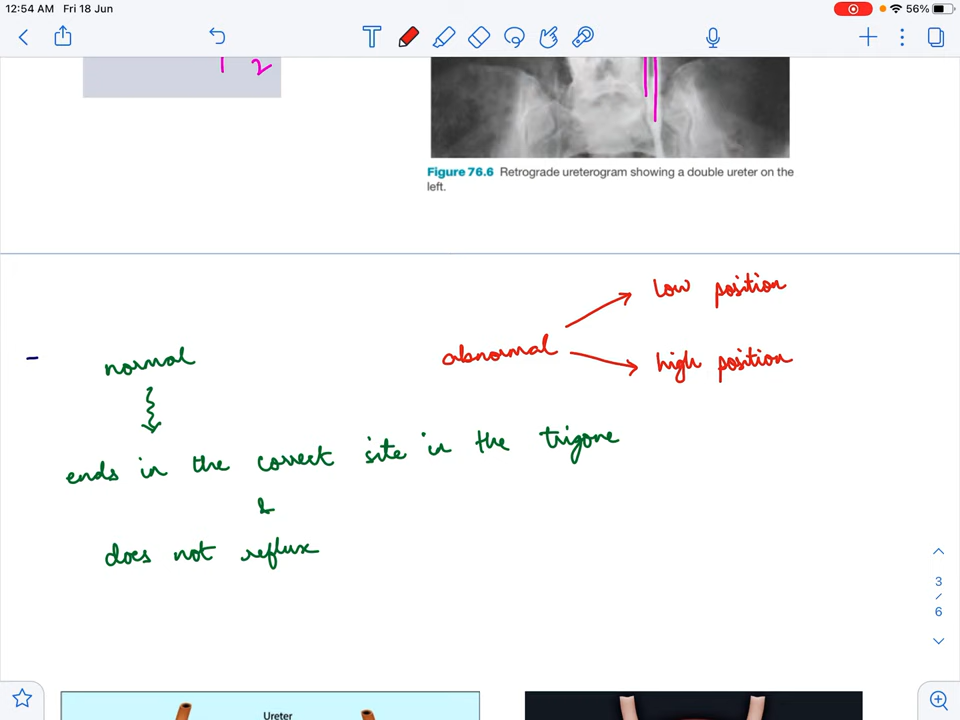 12:54 AM Fri 18 Jun
56%
T
1 2
Figure 76.6 Retrograde ureterogram showing a double ureter on the
left.
low position
abnormal
high position
- normal
ends in the correct site in the trigone
&
does not reflux
3
/
6
Ureter